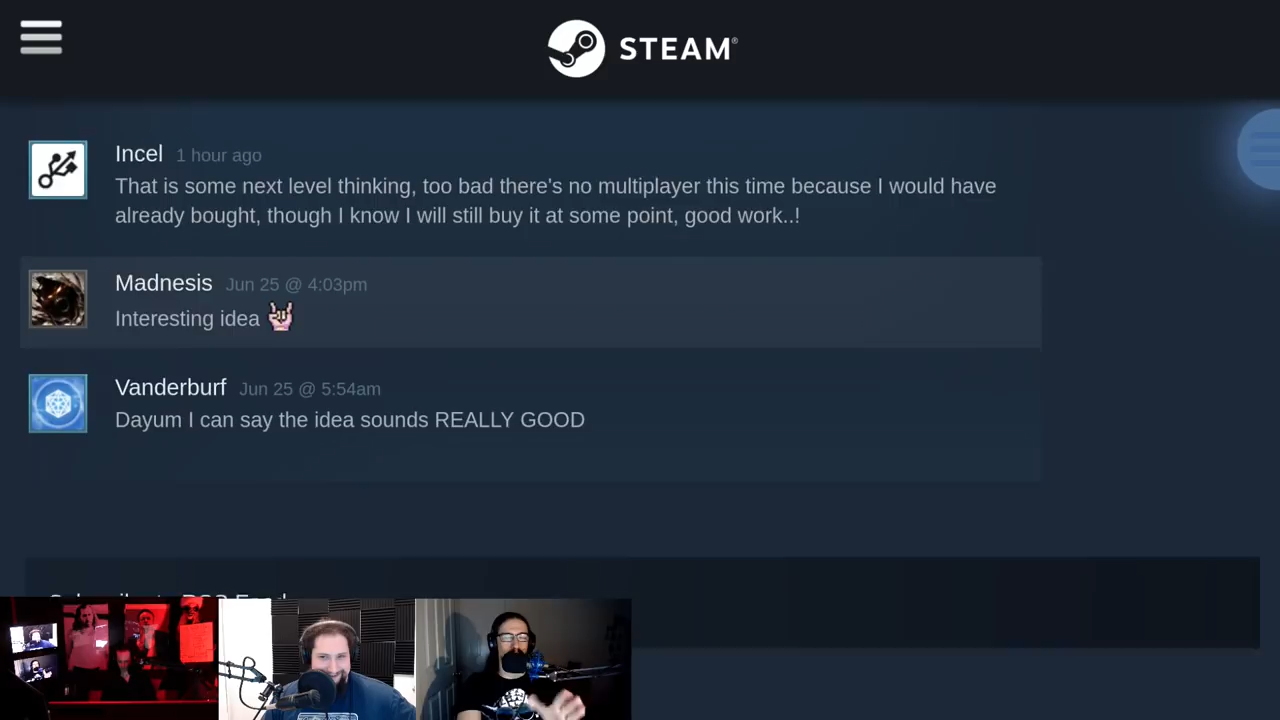 STEAM®
Incel 1 hour ago
That is some next level thinking, too bad there's no multiplayer this time because I would have
already bought, though I know I will still buy it at some point, good work..!
Madnesis Jun 25 @ 4:03pm
Interesting idea
Vanderburf Jun 25 @ 5:54am
Dayum I can say the idea sounds REALLY GOOD